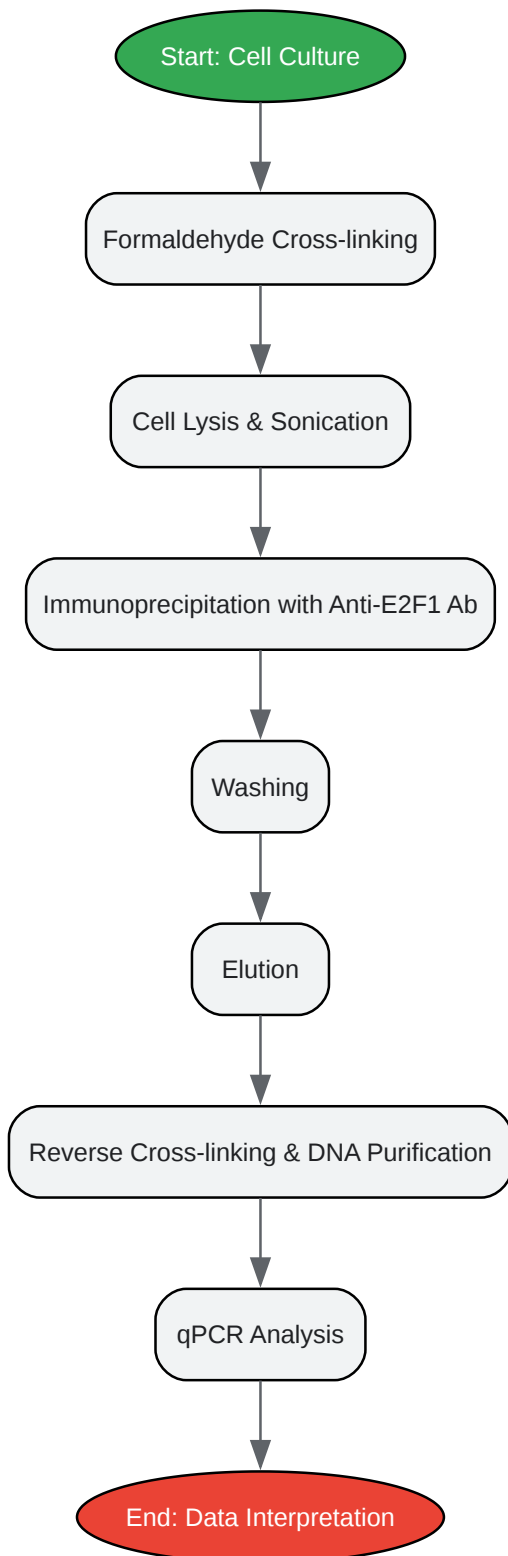 Start: Cell Culture
Formaldehyde Cross-linking
Cell Lysis & Sonication
Immunoprecipitation with Anti-E2F1 Ab
Washing
Elution
Reverse Cross-linking & DNA Purification
qPCR Analysis
End: Data Interpretation